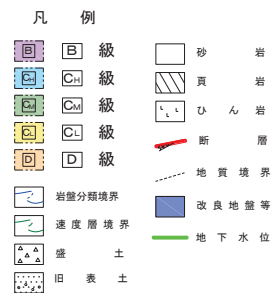 凡例
B B 級
CH CH 級
CM CM 級
CL CL 級
D D 級
岩盤分類境界
速度層境界
盛土
旧表土
砂岩
頁岩
ひん岩
断層
地質境界
改良地盤等
地下水位